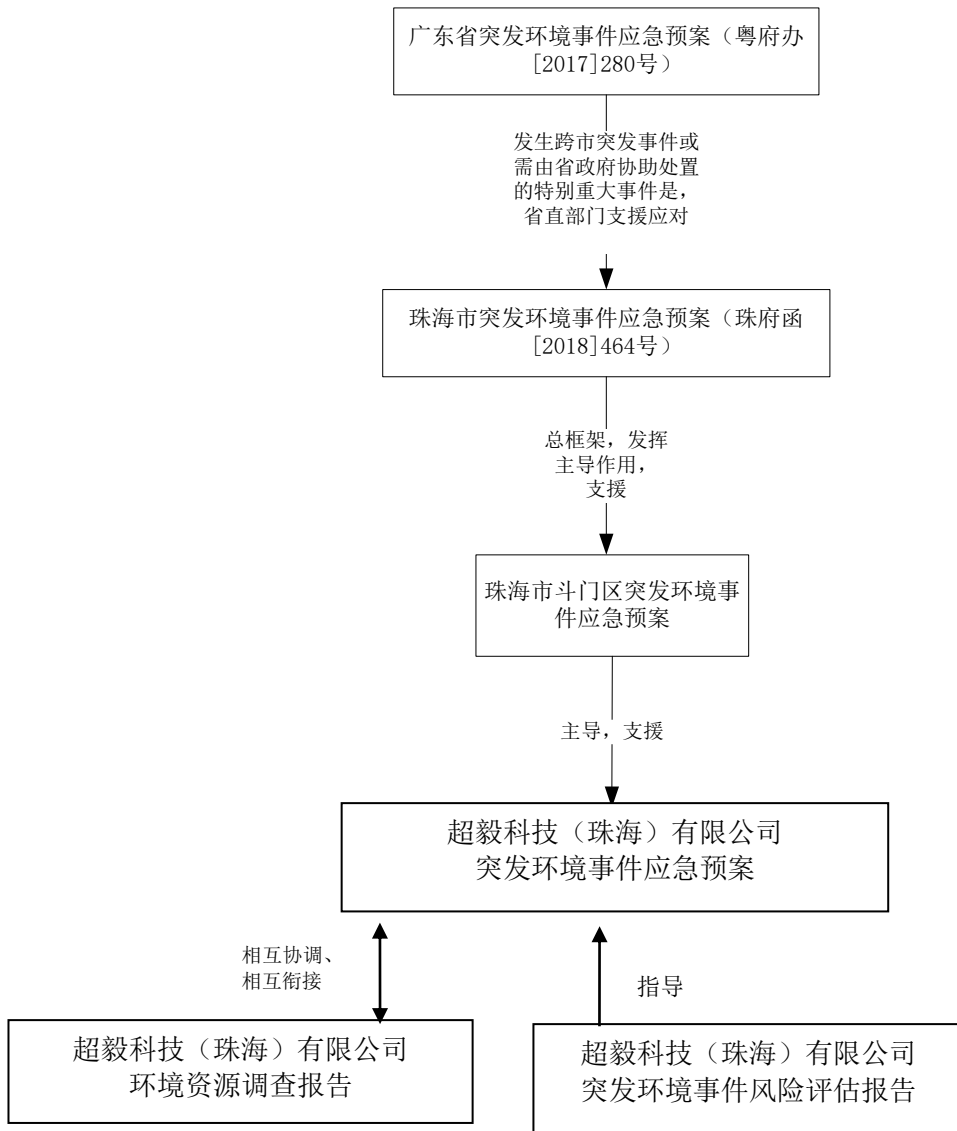 广东省突发环境事件应急预案（粤府办
[2017]280号）
发生跨市突发事件或
需由省政府协助处置
的特别重大事件是，
省直部门支援应对
珠海市突发环境事件应急预案（珠府函
[2018]464号）
总框架，发挥
主导作用，
支援
珠海市斗门区突发环境事
件应急预案
主导，支援
超毅科技（珠海）有限公司
突发环境事件应急预案
相互协调、
相互衔接
指导
超毅科技（珠海）有限公司
环境资源调查报告
超毅科技（珠海）有限公司
突发环境事件风险评估报告